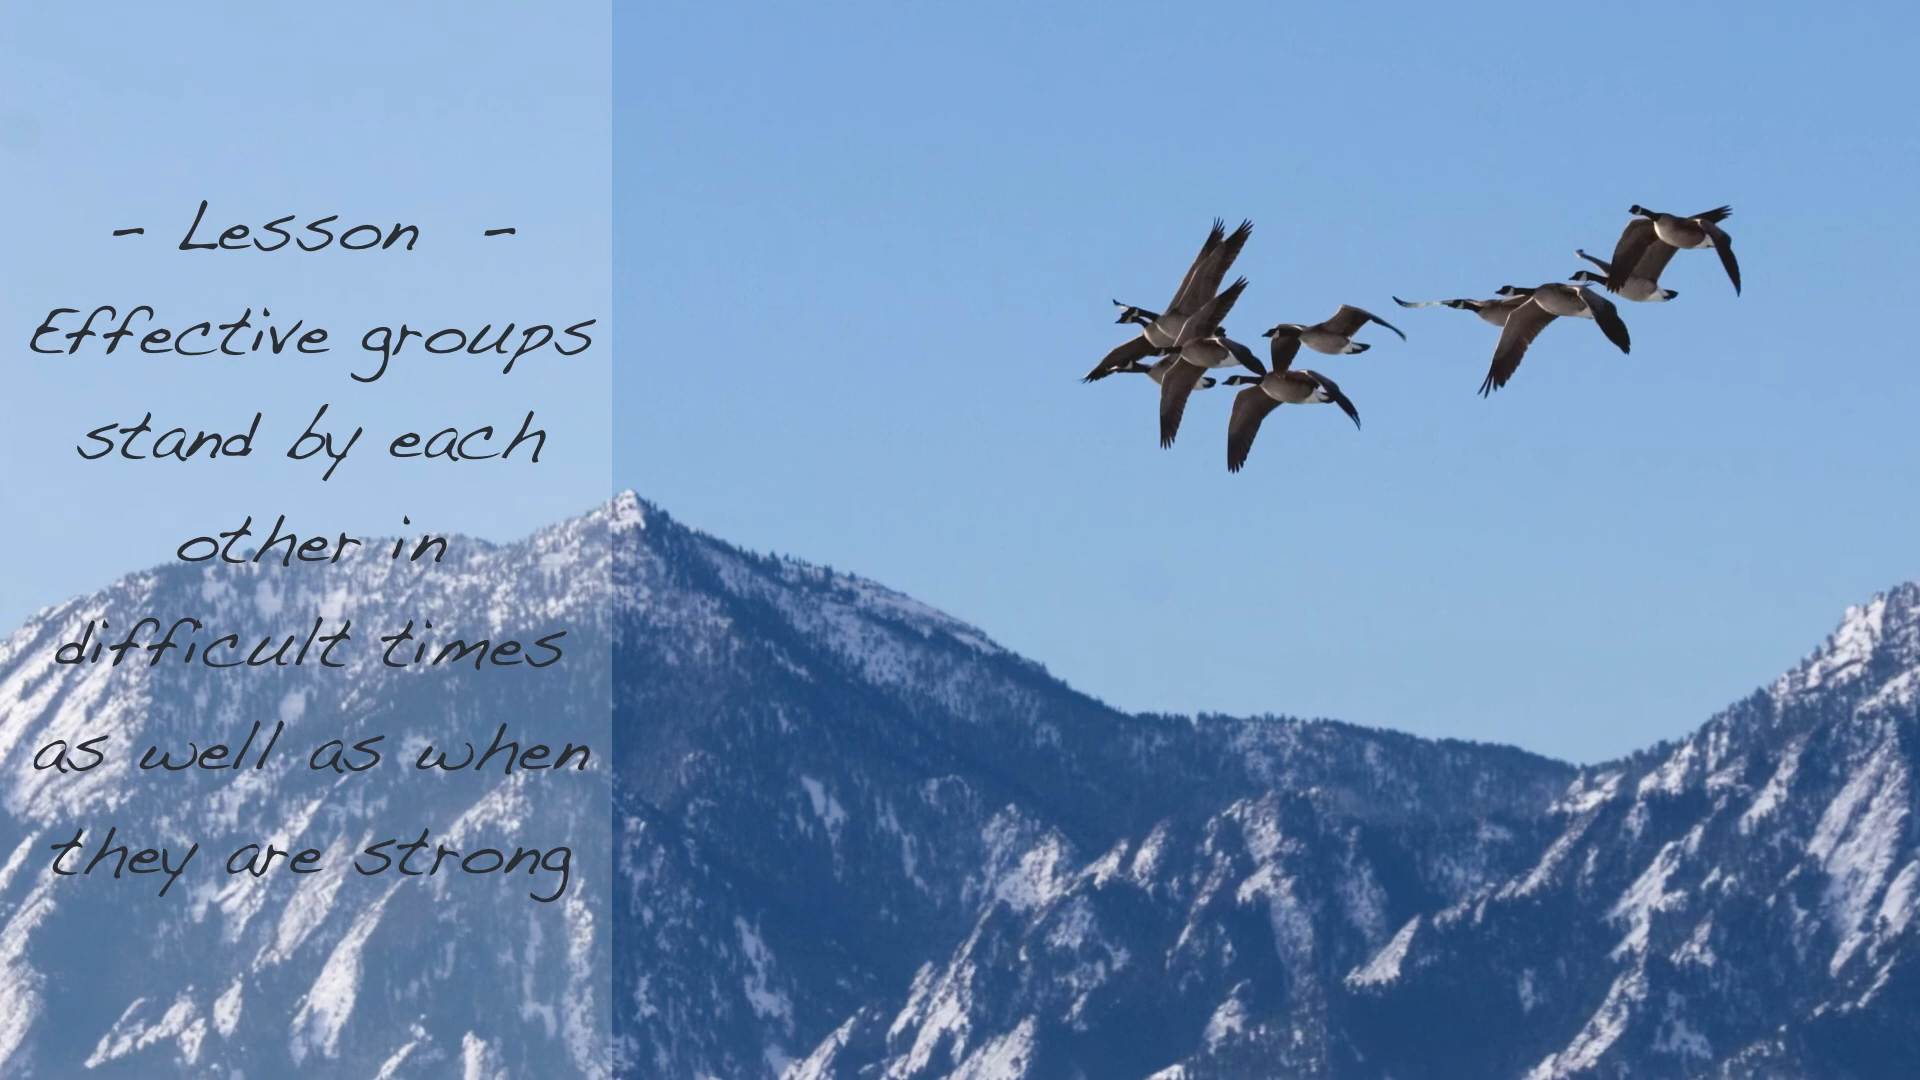 - Lesson -
Effective groups
stand by each
other in
difficult times
as well as when
they are strong